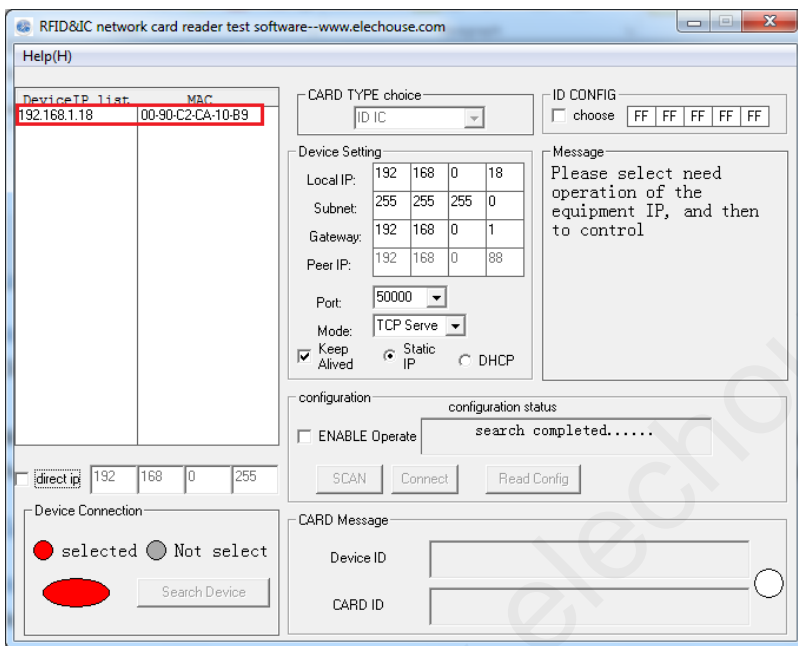 RFID&IC network card reader test software--www.elechouse.com
Help(H)
DeviceIP list MAC
192.168.1.18 00-90-C2-CA-10-B9
CARD TYPE choice
ID IC
ID CONFIG
choose FF FF FF FF FF
Device Setting
Local IP: 192 168 0 18
Subnet: 255 255 255 0
Gateway: 192 168 0 1
Peer IP: 192 168 0 88
Port: 50000
Mode: TCP Serve
Keep Alived
Static IP
DHCP
Message
Please select need
operation of the
equipment IP, and then
to control
configuration
configuration status
ENABLE Operate search completed......
SCAN Connect Read Config
direct ip 192 168 0 255
Device Connection
selected Not select
Search Device
CARD Message
Device ID
CARD ID
elechou